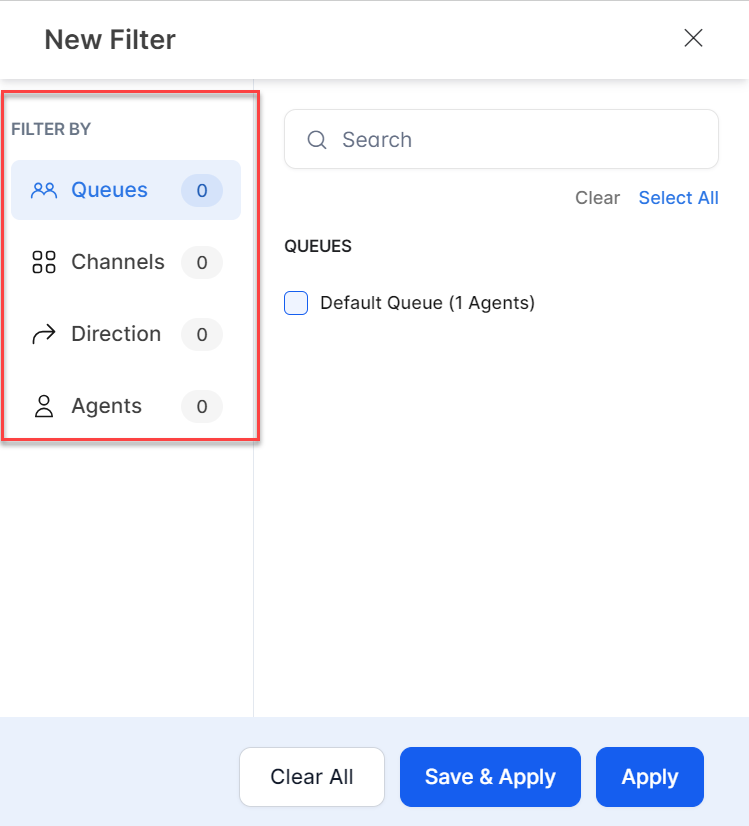 New Filter
FILTER BY
Queues 0
Channels 0
Direction 0
Agents 0
Search
Clear Select All
QUEUES
Default Queue (1 Agents)
Clear All Save & Apply Apply